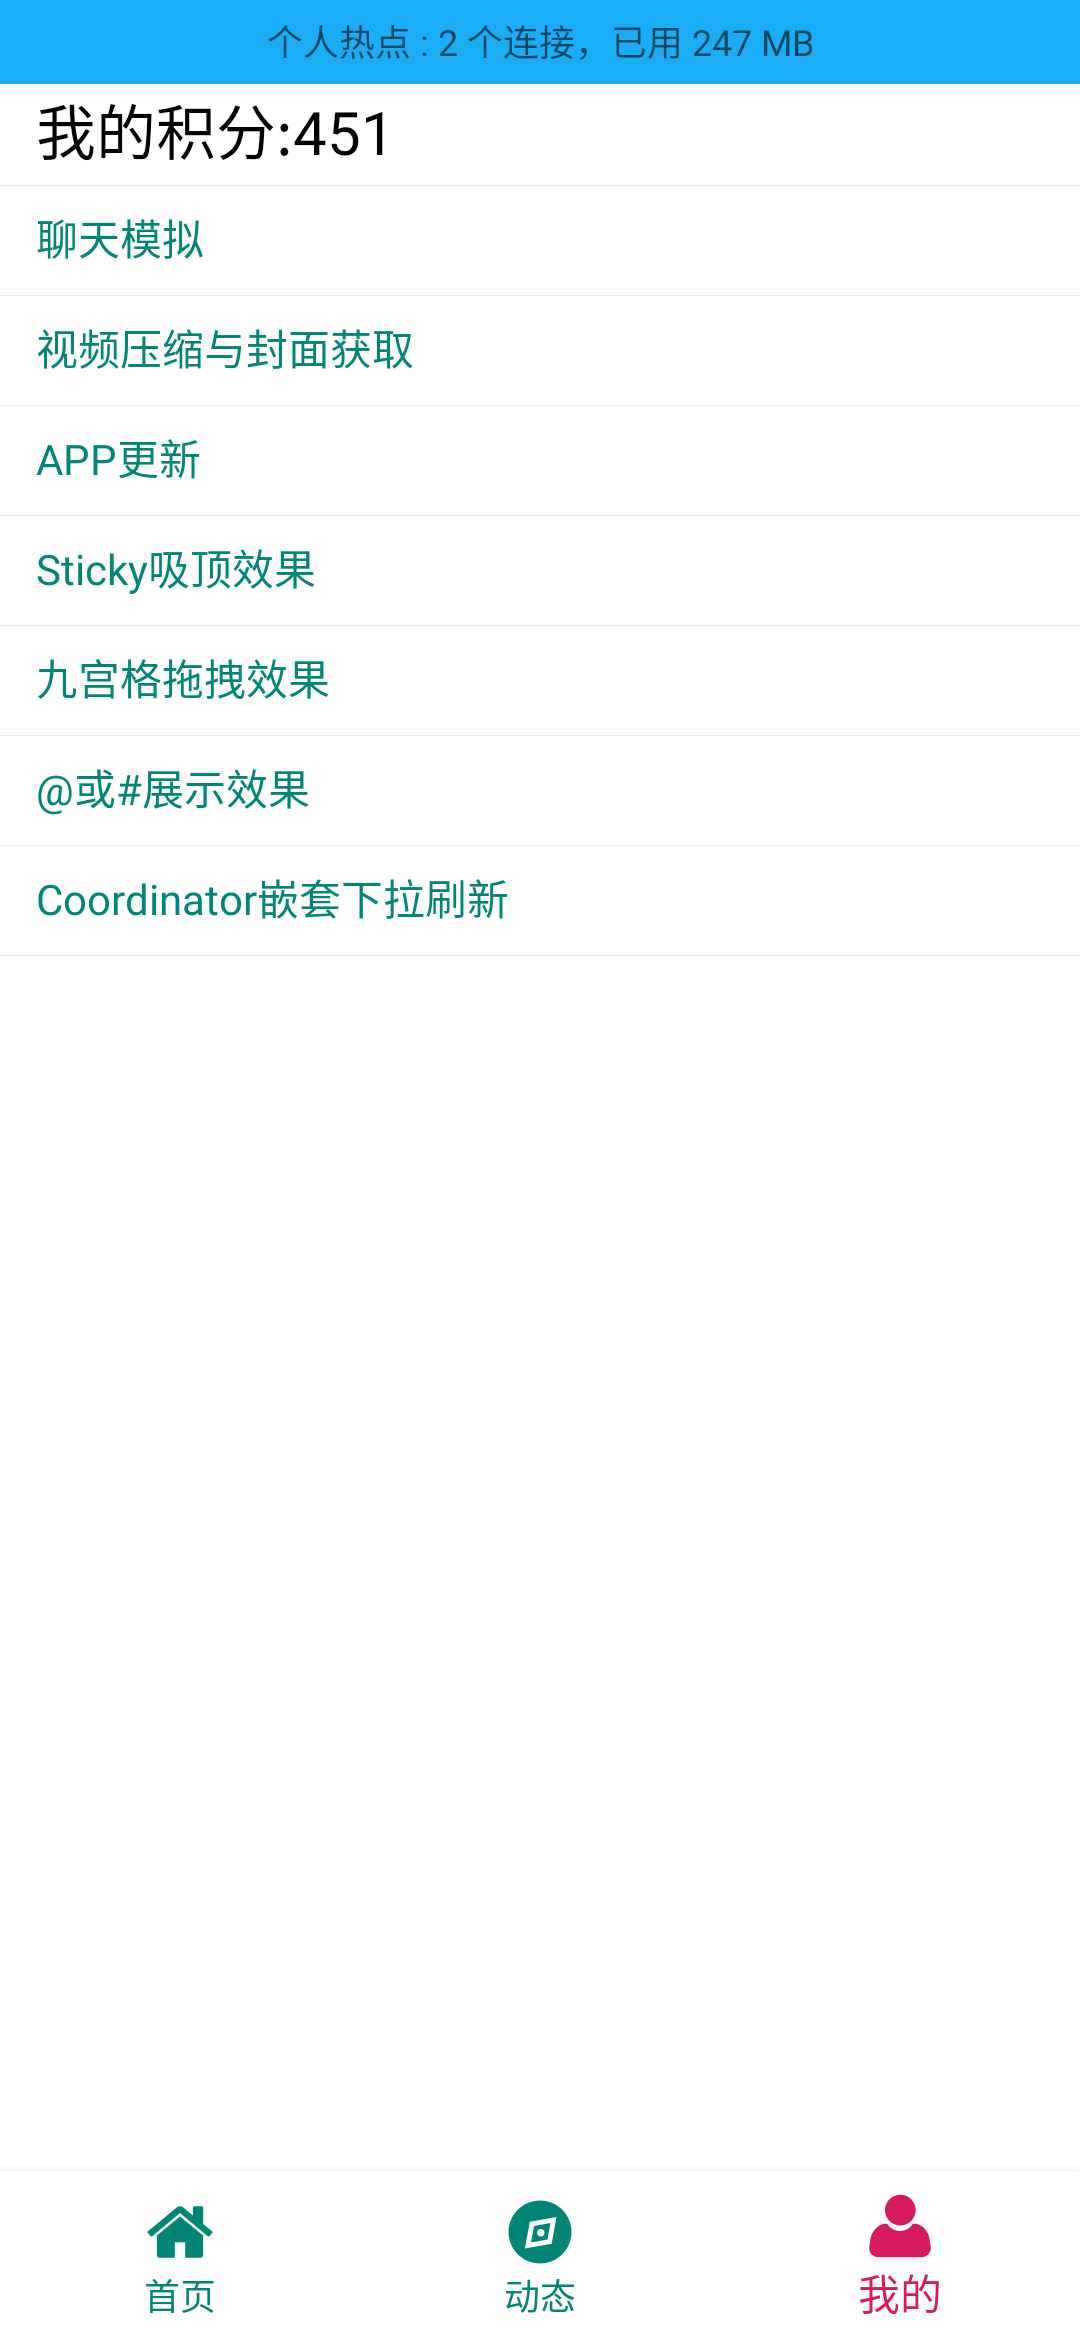 个人热点 : 2 个连接，已用 247 MB
我的积分:451
聊天模拟
视频压缩与封面获取
APP更新
Sticky吸顶效果
九宫格拖拽效果
@或#展示效果
Coordinator嵌套下拉刷新
首页
动态
我的